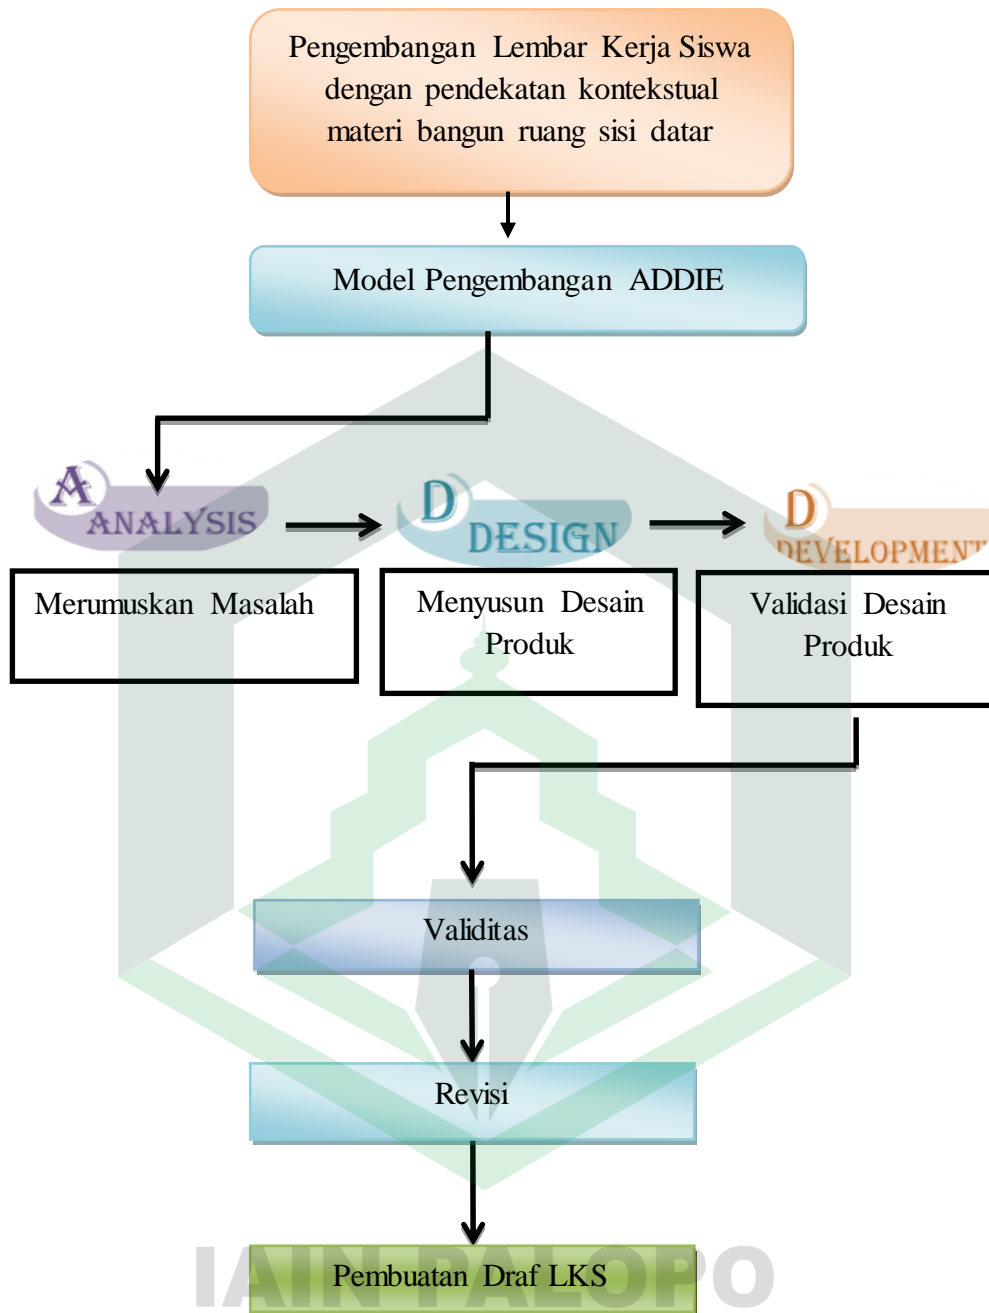 Pengembangan Lembar Kerja Siswa
dengan pendekatan kontekstual
materi bangun ruang sisi datar
Model Pengembangan ADDIE
A
ANALYSIS
D
DESIGN
D
DEVELOPMENT
Merumuskan Masalah
Menyusun Desain
Produk
Validasi Desain
Produk
Validitas
Revisi
Pembuatan Draf LKS
IAIN PALOPO